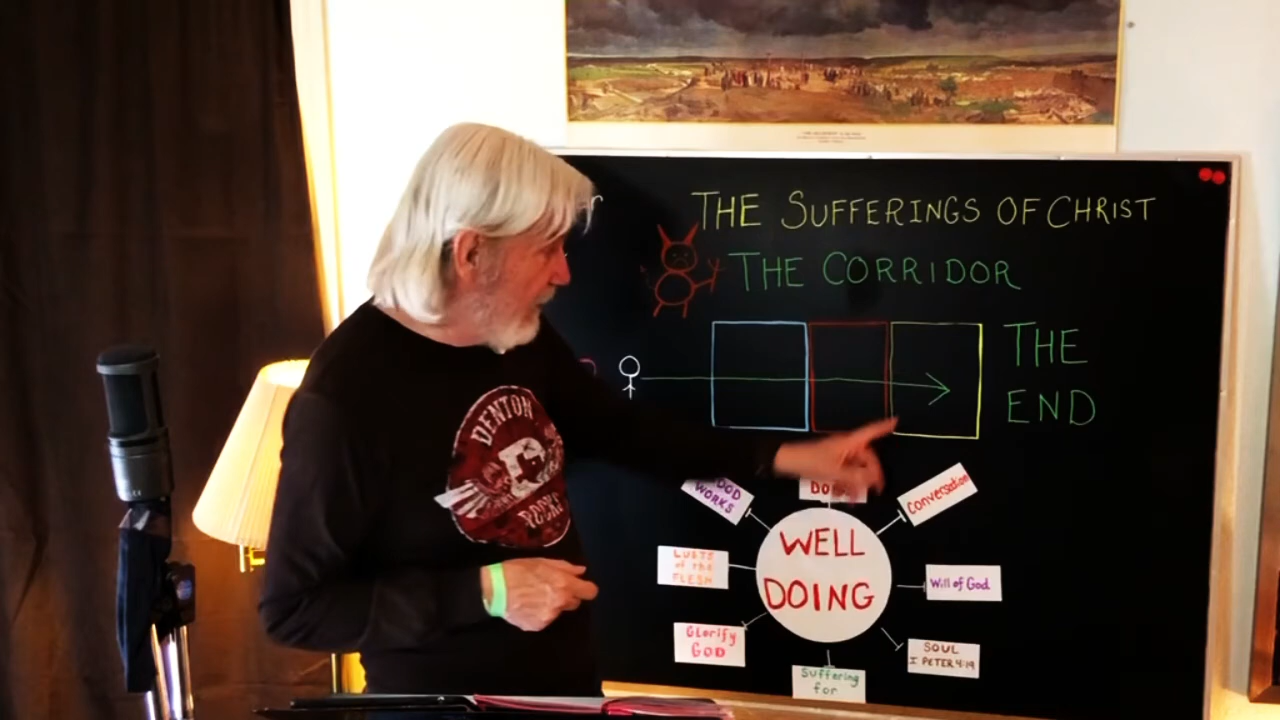 THE SUFFERINGS OF CHRIST
THE CORRIDOR
THE
END
DENTON
ROCKS
WORKS
Conversation
WELL
DOING
LUSTS
of the
FLESH
Will of God
Glorify
GOD
SOUL
I PETER 4:19
Suffering
for